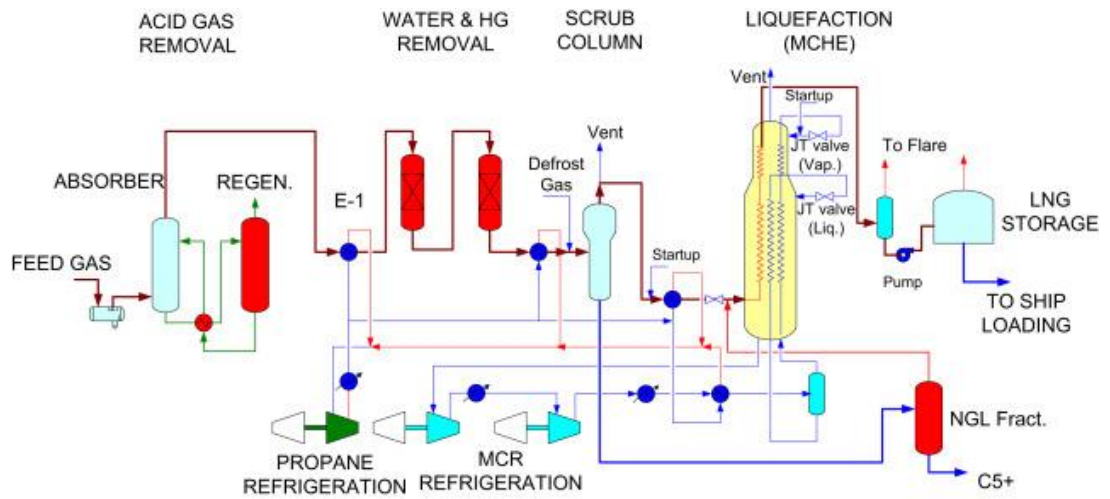 ACID GAS
REMOVAL
WATER & HG
REMOVAL
SCRUB
COLUMN
LIQUEFACTION
(MCHE)
Vent
Startup
Vent
JT valve
(Vap.)
To Flare
Defrost
Gas
ABSORBER
REGEN.
E-1
JT valve
(Liq.)
LNG
STORAGE
FEED GAS
Startup
Pump
TO SHIP
LOADING
NGL Fract.
PROPANE
REFRIGERATION
MCR
REFRIGERATION
C5+